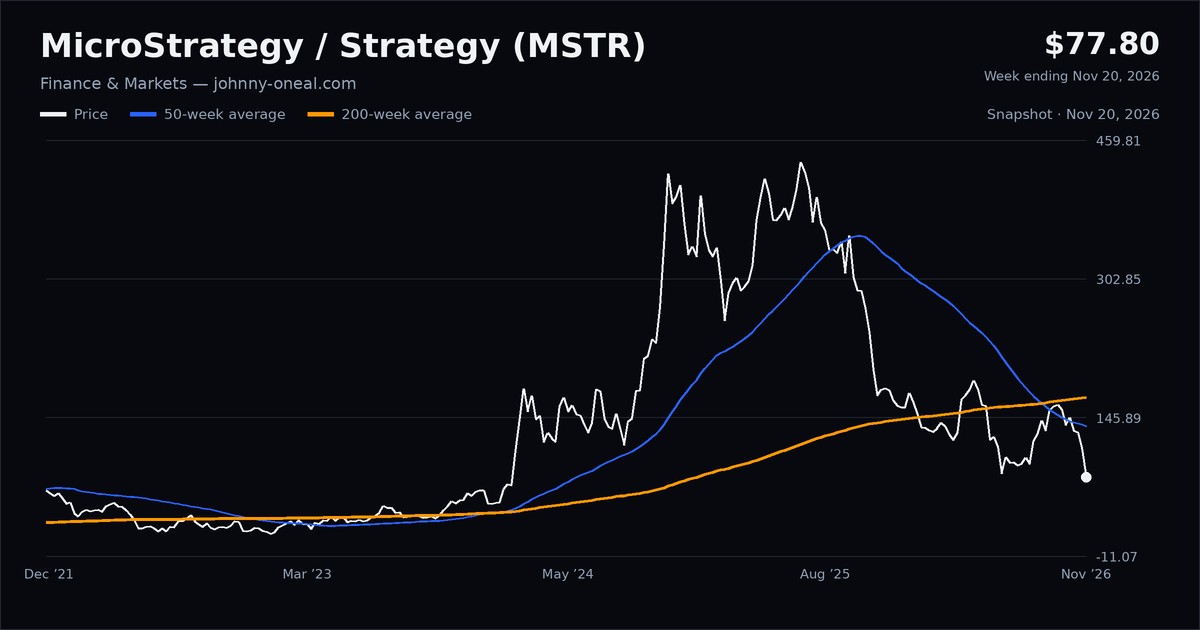 MicroStrategy / Strategy (MSTR)
$77.80
Finance & Markets — johnny-oneal.com
Week ending Nov 20, 2026
Price
50-week average
200-week average
Snapshot · Nov 20, 2026
459.81
302.85
145.89
-11.07
Dec ’21
Mar ’23
May ’24
Aug ’25
Nov ’26